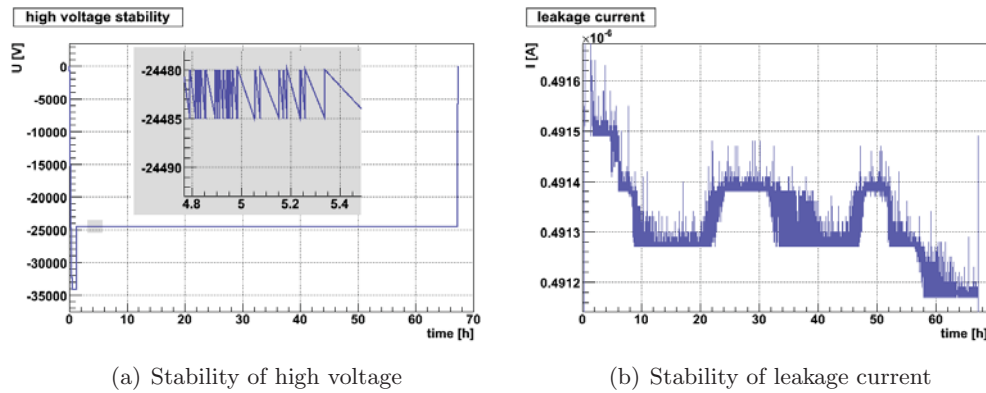 high voltage stability
U [V]
0
-5000
-10000
-15000
-20000
-25000
-30000
-35000
-24480
-24485
-24490
4.8 5 5.2 5.4
0 10 20 30 40 50 60 70
time [h]
(a) Stability of high voltage
leakage current
×10⁻⁶
I [A]
0.4916
0.4915
0.4914
0.4913
0.4912
0 10 20 30 40 50 60
time [h]
(b) Stability of leakage current